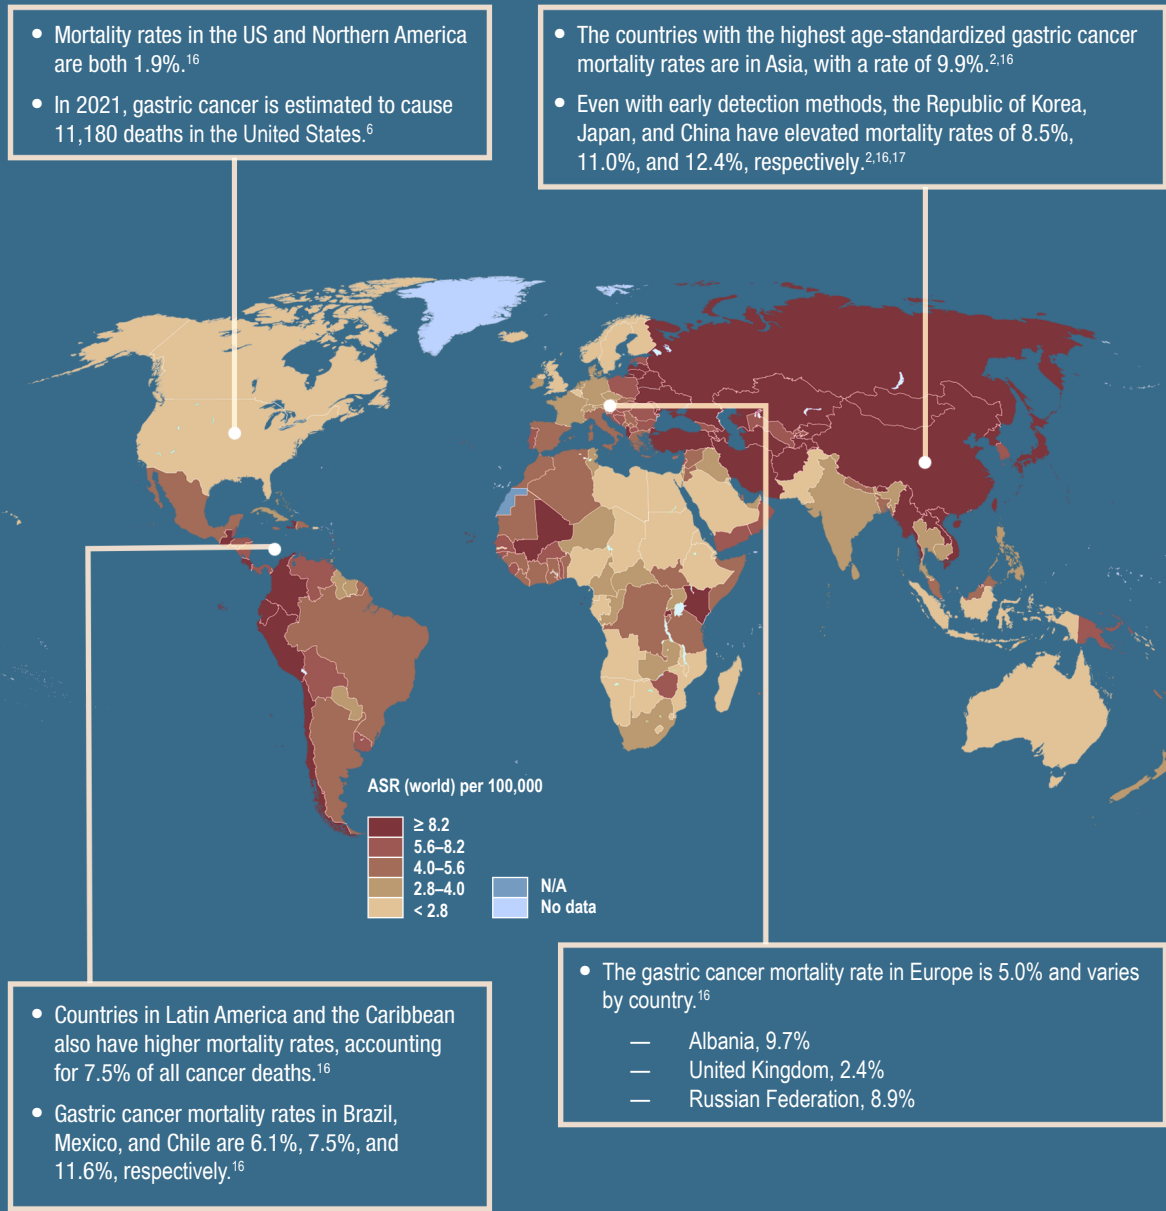 • Mortality rates in the US and Northern America
are both 1.9%.16
• In 2021, gastric cancer is estimated to cause
11,180 deaths in the United States.6
• The countries with the highest age-standardized gastric cancer
mortality rates are in Asia, with a rate of 9.9%.2,16
• Even with early detection methods, the Republic of Korea,
Japan, and China have elevated mortality rates of 8.5%,
11.0%, and 12.4%, respectively.2,16,17
ASR (world) per 100,000
≥ 8.2
5.6–8.2
4.0–5.6
2.8–4.0
< 2.8
N/A
No data
• Countries in Latin America and the Caribbean
also have higher mortality rates, accounting
for 7.5% of all cancer deaths.16
• Gastric cancer mortality rates in Brazil,
Mexico, and Chile are 6.1%, 7.5%, and
11.6%, respectively.16
• The gastric cancer mortality rate in Europe is 5.0% and varies
by country.16
— Albania, 9.7%
— United Kingdom, 2.4%
— Russian Federation, 8.9%